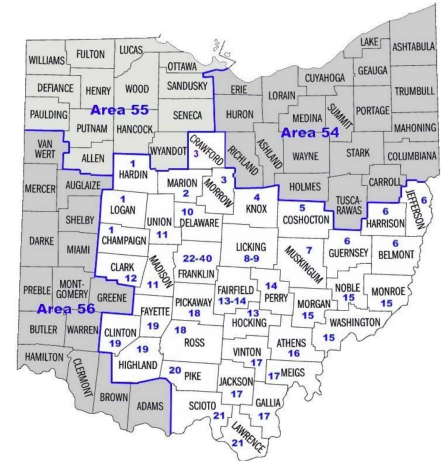 LAKE
ASHTABULA
LUCAS
FULTON
WILLIAMS
OTTAWA
GEAUGA
CUYAHOGA
DEFIANCE
HENRY
WOOD
SANDUSKY
ERIE
LORAIN
TRUMBULL
Area 55
PAULDING
SENECA
HURON
MEDINA
SUMMIT
PORTAGE
PUTNAM
HANCOCK
Area 54
MAHONING
VAN
WERT
ALLEN
WYANDOT
CRAWFORD
3
RICHLAND
ASHLAND
WAYNE
STARK
COLUMBIANA
1
HARDIN
MARION
2
MORROW
3
HOLMES
CARROLL
MERCER
AUGLAIZE
1
LOGAN
UNION
11
10
DELAWARE
4
KNOX
5
COSHOCTON
TUSCA-
RAWAS
6
HARRISON
JEFFERSON
6
SHELBY
DARKE
MIAMI
1
CHAMPAIGN
LICKING
8-9
MUSKINGUM
7
6
GUERNSEY
6
BELMONT
CLARK
12
MADISON
11
22-40
FRANKLIN
PREBLE
MONT-
GOMERY
GREENE
Area 56
FAIRFIELD
13-14
14
PERRY
NOBLE
15
MONROE
15
PICKAWAY
18
FAYETTE
19
MORGAN
15
BUTLER
WARREN
CLINTON
19
13
HOCKING
WASHINGTON
15
18
ROSS
ATHENS
16
HAMILTON
CLERMONT
19
HIGHLAND
VINTON
17
17
MEIGS
20
PIKE
JACKSON
17
BROWN
ADAMS
SCIOTO
21
GALLIA
17
LAWRENCE
21